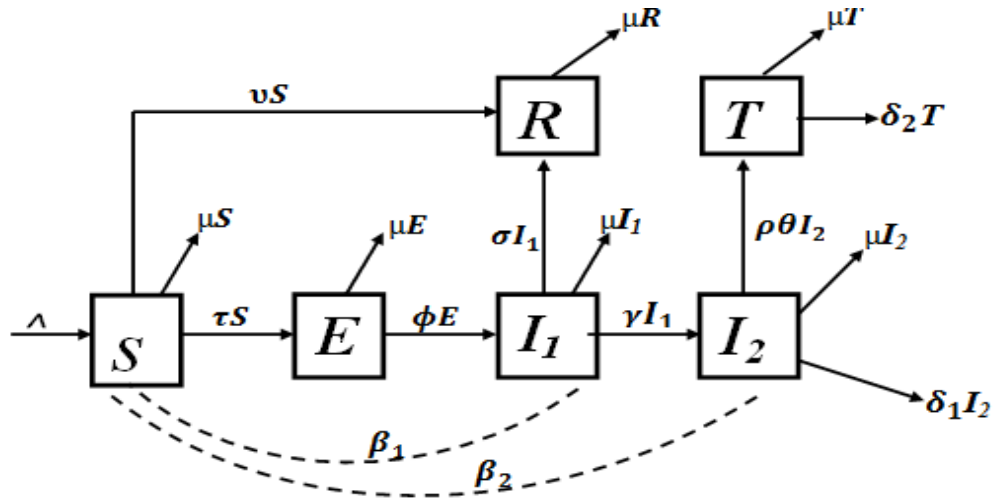 μR
μT
υS
R
T
δ₂T
μS
μE
σI₁
μI₁
ρθI₂
μI₂
^
S
τS
E
ϕE
I₁
γI₁
I₂
δ₁I₂
β₁
β₂